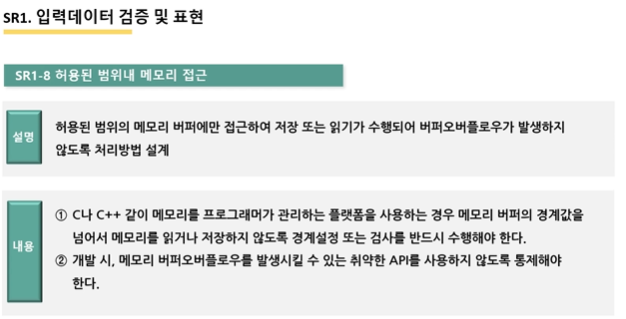 SR1. 입력데이터 검증 및 표현
SR1-8 허용된 범위내 메모리 접근
설명
허용된 범위의 메모리 버퍼에만 접근하여 저장 또는 읽기가 수행되어 버퍼오버플로우가 발생하지
않도록 처리방법 설계
내용
① C나 C++ 같이 메모리를 프로그래머가 관리하는 플랫폼을 사용하는 경우 메모리 버퍼의 경계값을
넘어서 메모리를 읽거나 저장하지 않도록 경계설정 또는 검사를 반드시 수행해야 한다.
② 개발 시, 메모리 버퍼오버플로우를 발생시킬 수 있는 취약한 API를 사용하지 않도록 통제해야
한다.